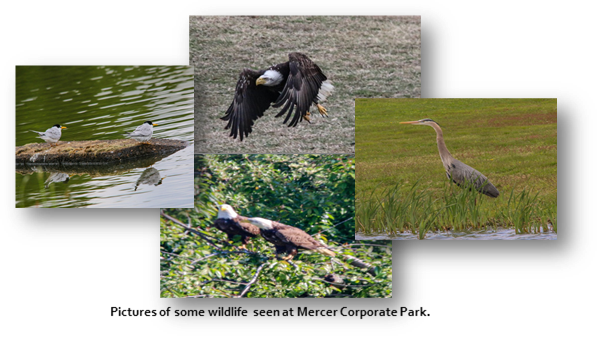 Pictures of some wildlife seen at Mercer Corporate Park.